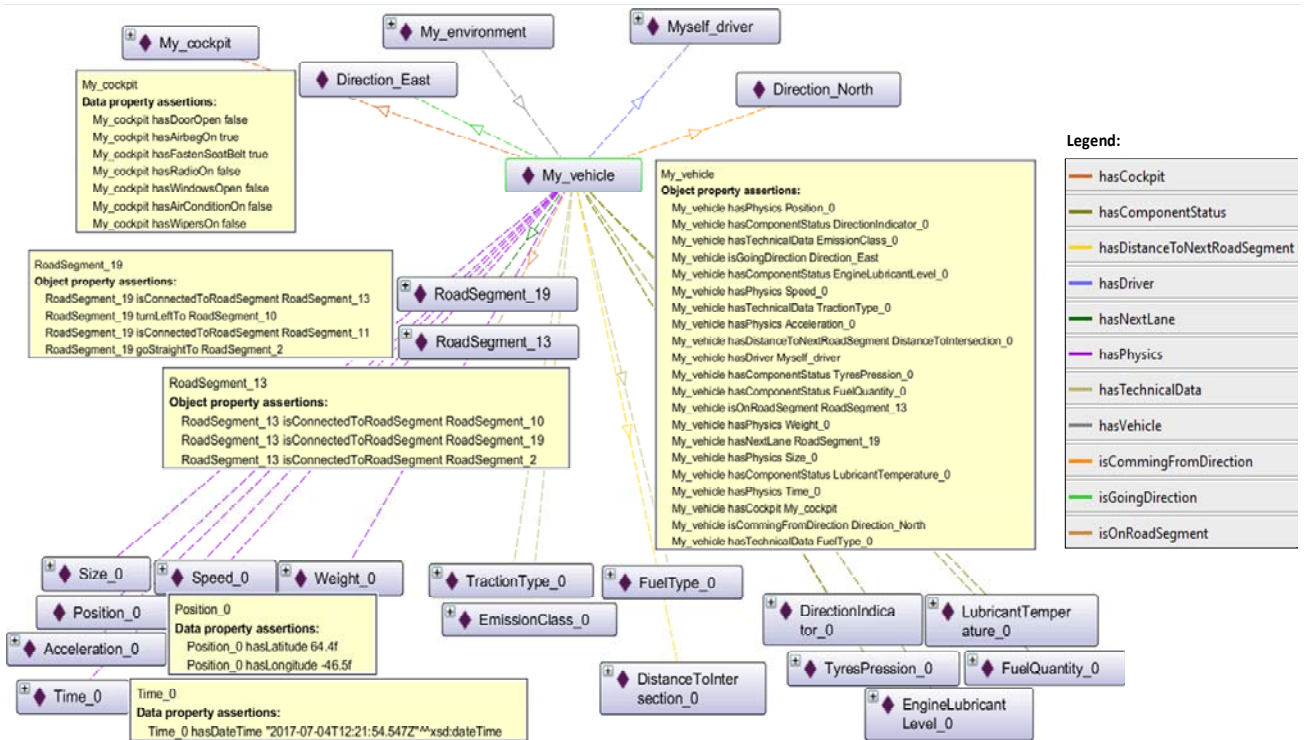 My_cockpit
My_environment
Myself_driver
Direction_East
Direction_North
My_cockpit
Data property assertions:
My_cockpit hasDoorOpen false
My_cockpit hasAirbagOn true
My_cockpit hasFastenSeatBelt true
My_cockpit hasRadioOn false
My_cockpit hasWindowsOpen false
My_cockpit hasAirConditionOn false
My_cockpit hasWipersOn false
My_vehicle
My_vehicle
Object property assertions:
My_vehicle hasPhysics Position_0
My_vehicle hasComponentStatus DirectionIndicator_0
My_vehicle hasTechnicalData EmissionClass_0
My_vehicle isGoingDirection Direction_East
My_vehicle hasComponentStatus EngineLubricantLevel_0
My_vehicle hasPhysics Speed_0
My_vehicle hasTechnicalData TractionType_0
My_vehicle hasPhysics Acceleration_0
My_vehicle hasDistanceToNextRoadSegment DistanceToIntersection_0
My_vehicle hasDriver Myself_driver
My_vehicle hasComponentStatus TyresPression_0
My_vehicle hasComponentStatus FuelQuantity_0
My_vehicle isOnRoadSegment RoadSegment_13
My_vehicle hasPhysics Weight_0
My_vehicle hasNextLane RoadSegment_19
My_vehicle hasPhysics Size_0
My_vehicle hasComponentStatus LubricantTemperature_0
My_vehicle hasPhysics Time_0
My_vehicle hasCockpit My_cockpit
My_vehicle isCommingFromDirection Direction_North
My_vehicle hasTechnicalData FuelType_0
Legend:
hasCockpit
hasComponentStatus
hasDistanceToNextRoadSegment
hasDriver
hasNextLane
hasPhysics
hasTechnicalData
hasVehicle
isCommingFromDirection
isGoingDirection
isOnRoadSegment
RoadSegment_19
Object property assertions:
RoadSegment_19 isConnectedToRoadSegment RoadSegment_13
RoadSegment_19 turnLeftTo RoadSegment_10
RoadSegment_19 isConnectedToRoadSegment RoadSegment_11
RoadSegment_19 goStraightTo RoadSegment_2
RoadSegment_19
RoadSegment_13
RoadSegment_13
Object property assertions:
RoadSegment_13 isConnectedToRoadSegment RoadSegment_10
RoadSegment_13 isConnectedToRoadSegment RoadSegment_19
RoadSegment_13 isConnectedToRoadSegment RoadSegment_2
Size_0
Speed_0
Weight_0
TractionType_0
FuelType_0
Position_0
EmissionClass_0
Acceleration_0
Time_0
Position_0
Data property assertions:
Position_0 hasLatitude 64.4f
Position_0 hasLongitude -46.5f
Time_0
Data property assertions:
Time_0 hasDateTime "2017-07-04T12:21:54.547Z"^^xsd:dateTime
DistanceToInter
section_0
DirectionIndica
tor_0
LubricantTemper
ature_0
TyresPression_0
FuelQuantity_0
EngineLubricant
Level_0